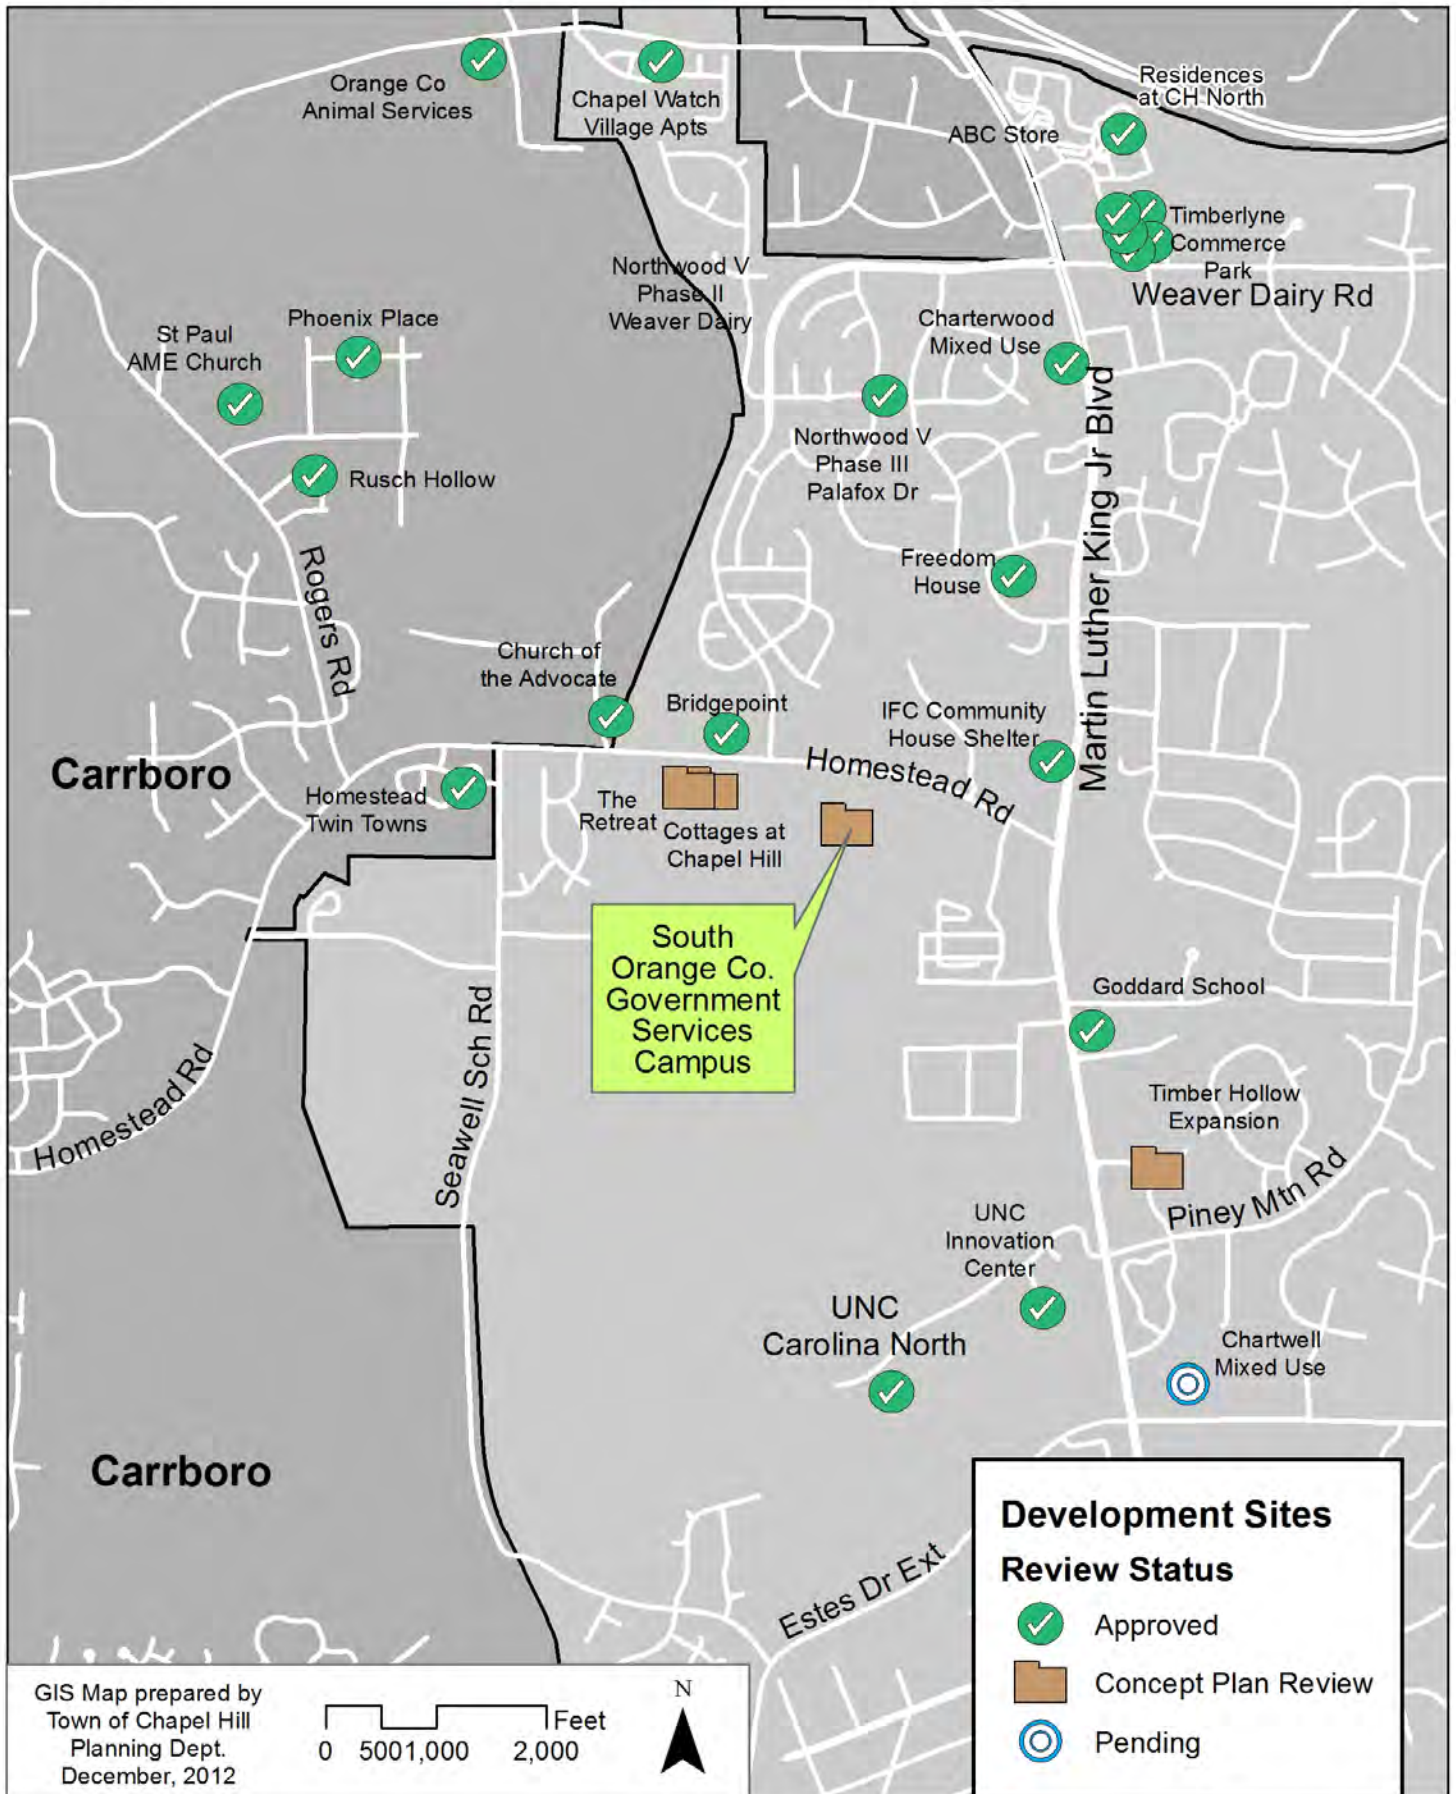 Orange Co
Animal Services
Chapel Watch
Village Apts
Residences
at CH North
ABC Store
Timberlyne
Commerce
Park
Weaver Dairy Rd
Northwood V
Phase II
Weaver Dairy
Charterwood
Mixed Use
St Paul
AME Church
Phoenix Place
Rusch Hollow
Northwood V
Phase III
Palafox Dr
Martin Luther King Jr Blvd
Rogers Rd
Freedom
House
Church of
the Advocate
Bridgepoint
IFC Community
House Shelter
Homestead Rd
Carrboro
Homestead
Twin Towns
The
Retreat
Cottages at
Chapel Hill
South
Orange Co.
Government
Services
Campus
Goddard School
Seawell Sch Rd
Homestead Rd
Timber Hollow
Expansion
Piney Mtn Rd
UNC
Innovation
Center
UNC
Carolina North
Chartwell
Mixed Use
Carrboro
Estes Dr Ext
Development Sites
Review Status
Approved
Concept Plan Review
Pending
GIS Map prepared by
Town of Chapel Hill
Planning Dept.
December, 2012
Feet
0 5001,000 2,000
N